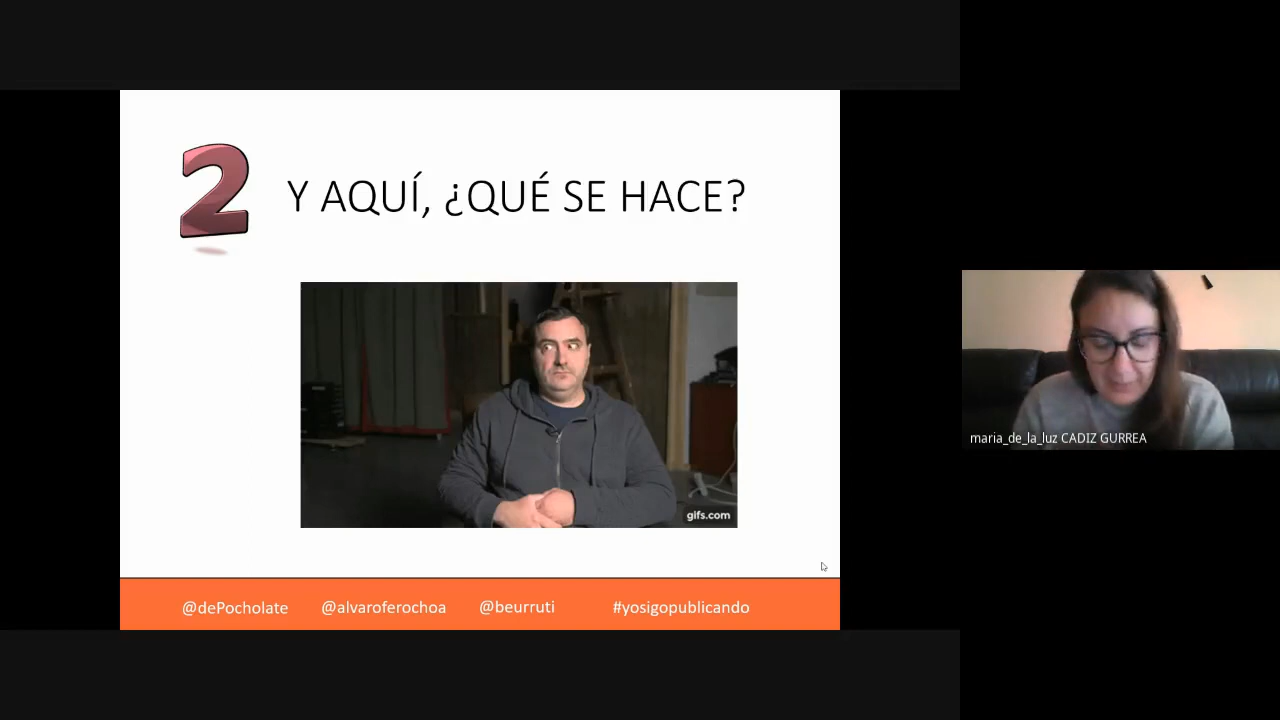 2
Y AQUÍ, ¿QUÉ SE HACE?
gifs.com
maria_de_la_luz CADIZ GURREA
@dePocholate @alvaroferochoa @beurruti #yosigopublicando